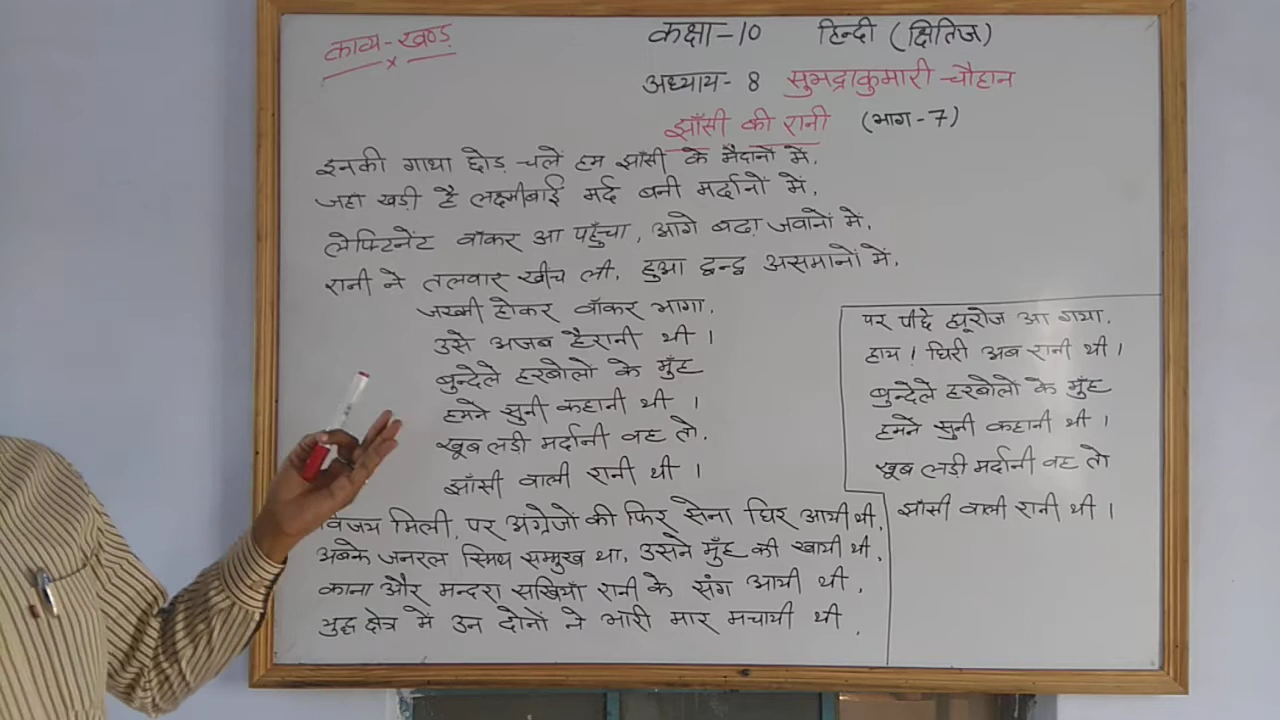 काव्य-खण्ड
x
कक्षा-10 हिन्दी (क्षितिज)
अध्याय- 8 सुभद्राकुमारी चौहान
झाँसी की रानी (भाग-7)
इनकी गाथा छोड़ चलें हम झाँसी के मैदानों में,
जहाँ खड़ी है लक्ष्मीबाई मर्द बनी मर्दानों में,
लेफ्टिनेंट वॉकर आ पहुँचा, आगे बढ़ा जवानों में,
रानी ने तलवार खींच ली, हुआ द्वन्द्व असमानों में,
जख्मी होकर वॉकर भागा,
उसे अजब हैरानी थी ।
बुन्देले हरबोलों के मुँह
हमने सुनी कहानी थी ।
खूब लड़ी मर्दानी वह तो,
झाँसी वाली रानी थी ।
विजय मिली, पर अंग्रेजों की फिर सेना घिर आयी थी,
अबके जनरल स्मिथ सम्मुख था, उसने मुँह की खायी थी,
काना और मन्दरा सखियाँ रानी के संग आयी थी,
युद्ध क्षेत्र में उन दोनों ने भारी मार मचायी थी,
पर पीछे ह्यूरोज आ गया,
हाय ! घिरी अब रानी थी ।
बुन्देले हरबोलों के मुँह
हमने सुनी कहानी थी ।
खूब लड़ी मर्दानी वह तो
झाँसी वाली रानी थी ।